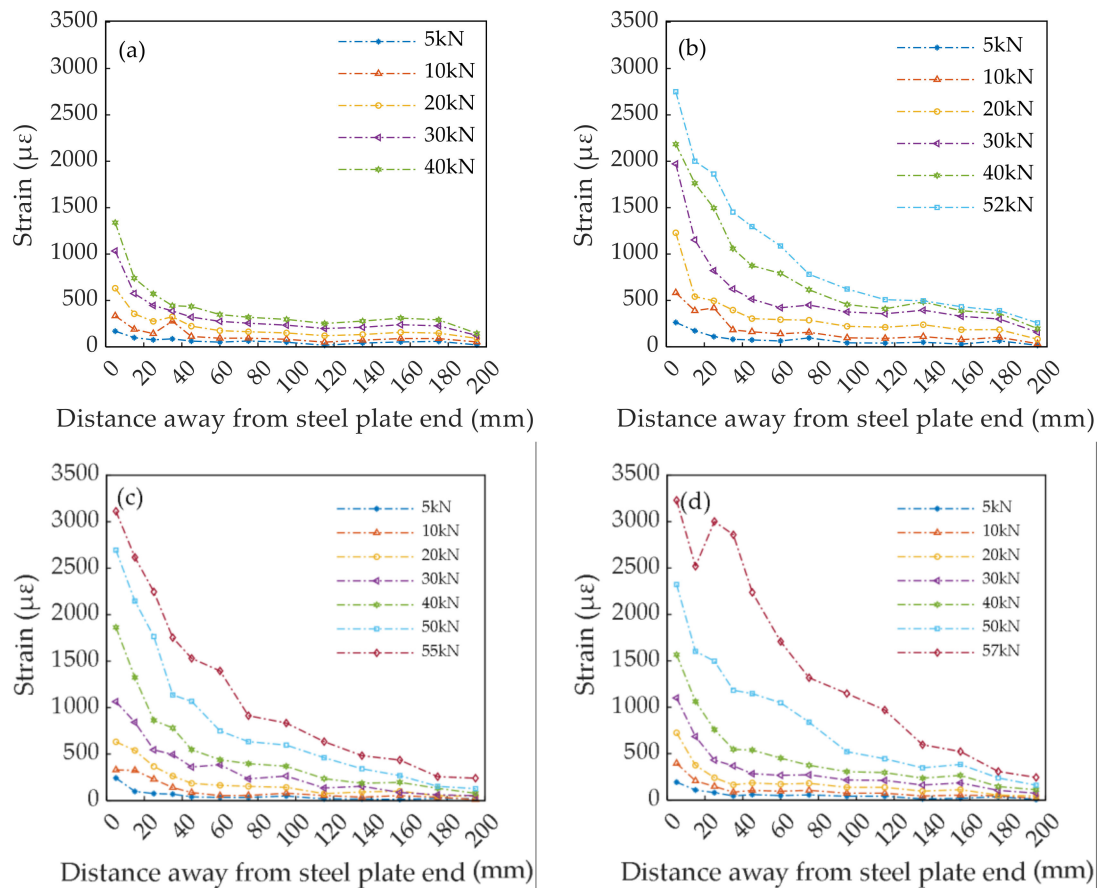 (a)
Strain (με)
3500
3000
2500
2000
1500
1000
500
0
5kN
10kN
20kN
30kN
40kN
0 20 40 60 80 100 120 140 160 180 200
Distance away from steel plate end (mm)
(b)
Strain (με)
3500
3000
2500
2000
1500
1000
500
0
5kN
10kN
20kN
30kN
40kN
52kN
0 20 40 60 80 100 120 140 160 180 200
Distance away from steel plate end (mm)
(c)
Strain (με)
3500
3000
2500
2000
1500
1000
500
0
5kN
10kN
20kN
30kN
40kN
50kN
55kN
0 20 40 60 80 100 120 140 160 180 200
Distance away from steel plate end (mm)
(d)
Strain (με)
3500
3000
2500
2000
1500
1000
500
0
5kN
10kN
20kN
30kN
40kN
50kN
57kN
0 20 40 60 80 100 120 140 160 180 200
Distance away from steel plate end (mm)